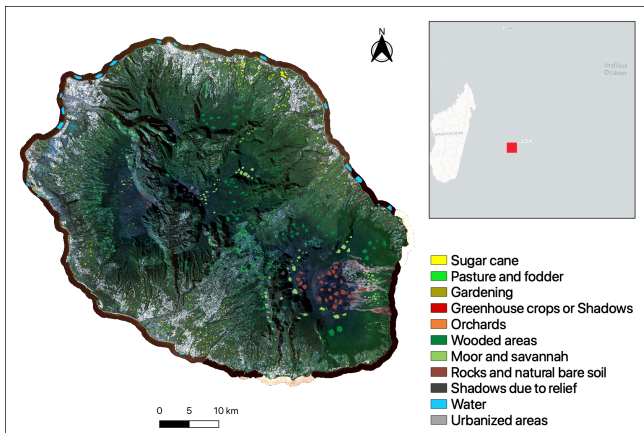 N
Indian
Ocean
MADAGASCAR
Sugar cane
Pasture and fodder
Gardening
Greenhouse crops or Shadows
Orchards
Wooded areas
Moor and savannah
Rocks and natural bare soil
Shadows due to relief
Water
Urbanized areas
0 5 10 km